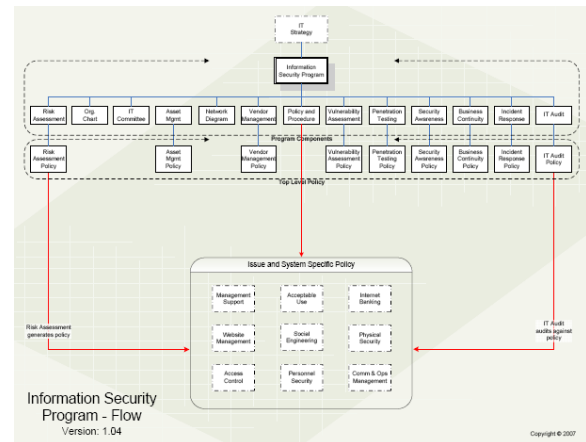 IT
Strategy
Information
Security Program
Risk
Assessment
Org.
Chart
IT
Committee
Asset
Mgmt
Network
Diagram
Vendor
Management
Policy and
Procedure
Vulnerability
Assessment
Penetration
Testing
Security
Awareness
Business
Continuity
Incident
Response
IT Audit
Program Components
Risk
Assessment
Policy
Asset
Mgmt
Policy
Vendor
Management
Policy
Vulnerability
Assessment
Policy
Penetration
Testing
Policy
Security
Awareness
Policy
Business
Continuity
Policy
Incident
Response
Policy
IT Audit
Policy
Top Level Policy
Issue and System Specific Policy
Management
Support
Acceptable
Use
Internet
Banking
Website
Management
Social
Engineering
Physical
Security
Access
Control
Personnel
Security
Comm & Ops
Management
Risk Assessment
generates policy
IT Audit
audits against
policy
Information Security
Program - Flow
Version: 1.04
Copyright © 2007